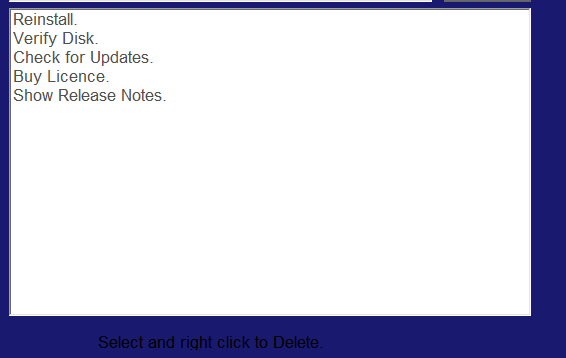 Reinstall.
Verify Disk.
Check for Updates.
Buy Licence.
Show Release Notes.
Select and right click to Delete.